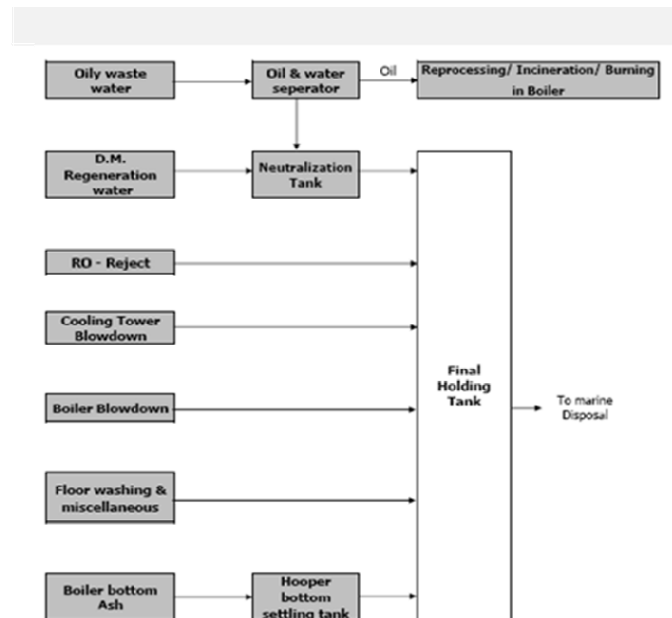 Oily waste
water
Oil & water
seperator
Oil
Reprocessing/ Incineration/ Burning
in Boiler
D.M.
Regeneration
water
Neutralization
Tank
RO - Reject
Cooling Tower
Blowdown
Boiler Blowdown
Final
Holding
Tank
To marine
Disposal
Floor washing &
miscellaneous
Boiler bottom
Ash
Hooper
bottom
settling tank